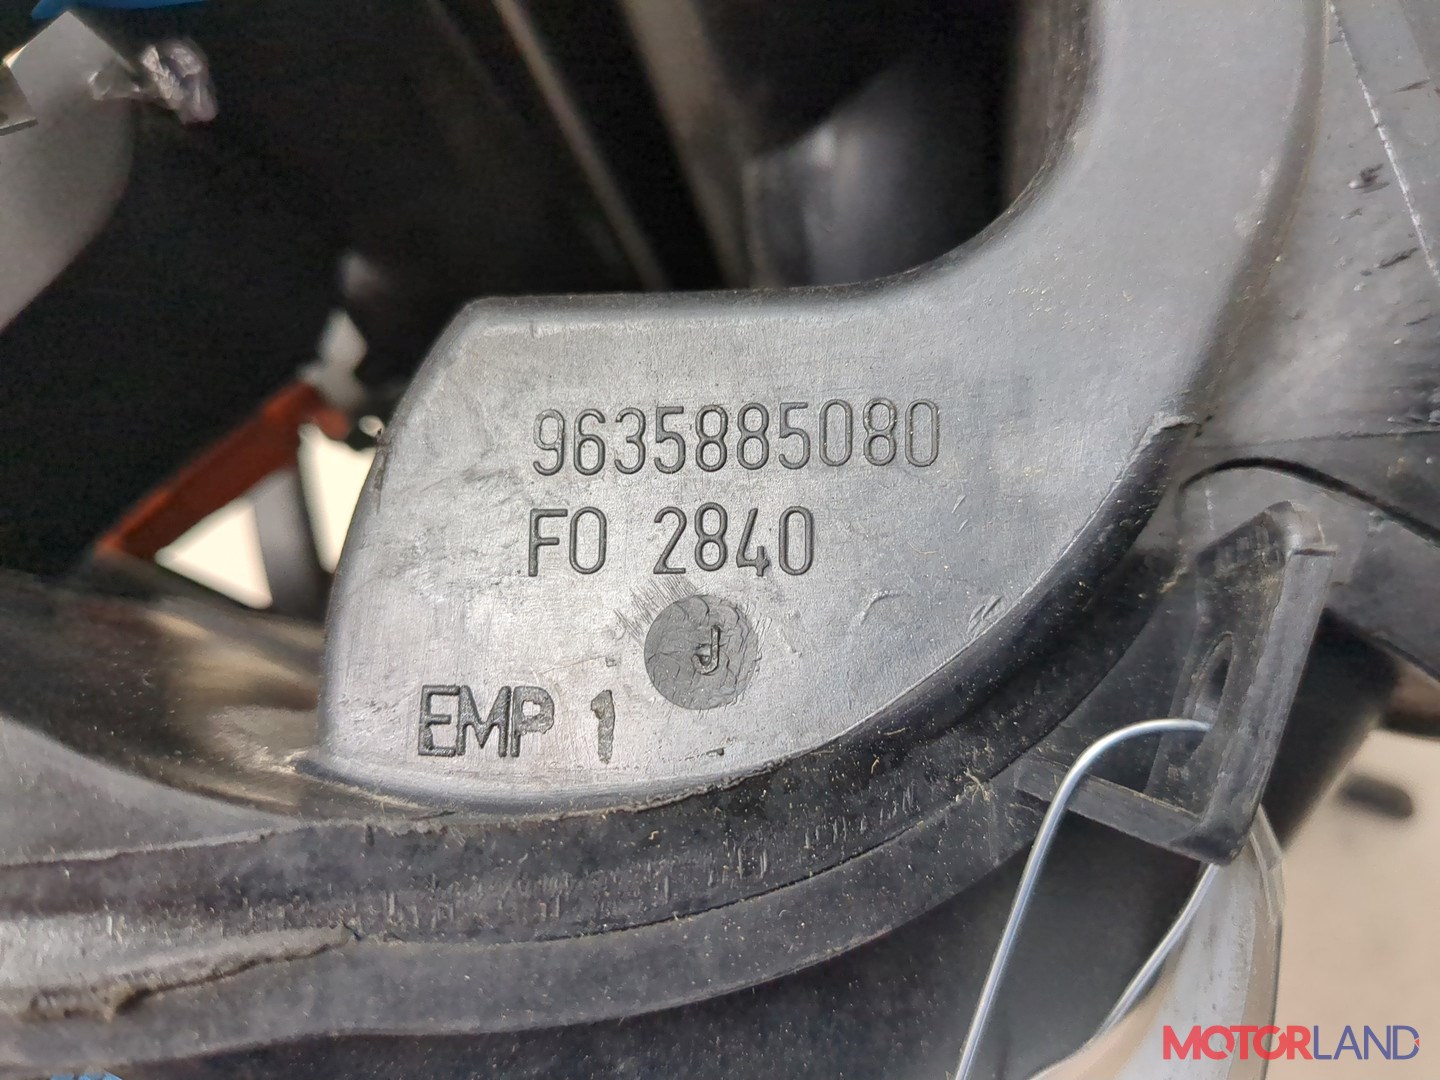 9635885080
FO 2840
J
EMP 1
MOTORLAND